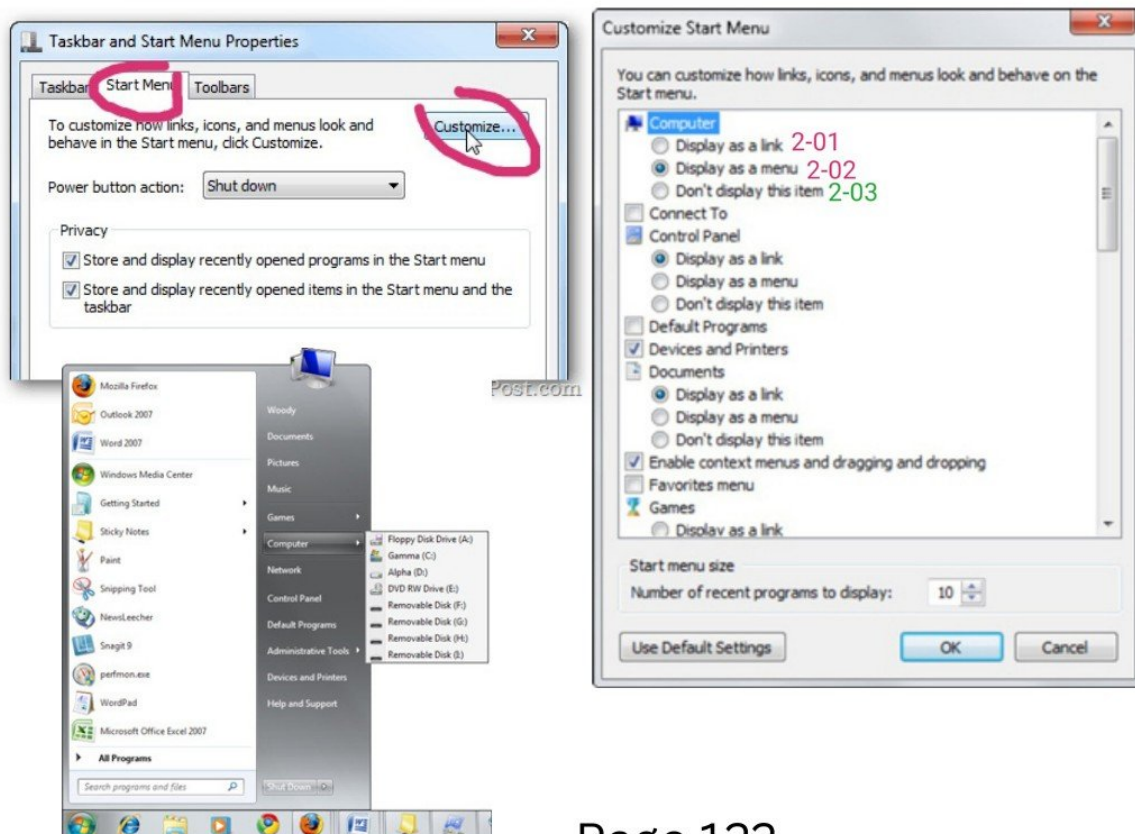 Taskbar and Start Menu Properties
Taskbar Start Menu Toolbars
To customize how links, icons, and menus look and
behave in the Start menu, click Customize.
Customize...
Power button action: Shut down
Privacy
Store and display recently opened programs in the Start menu
Store and display recently opened items in the Start menu and the
taskbar
Post.com
Mozilla Firefox
Outlook 2007
Word 2007
Windows Media Center
Getting Started
Sticky Notes
Paint
Snipping Tool
NewsLeecher
Snagit 9
perfmon.exe
WordPad
Microsoft Office Excel 2007
All Programs
Search programs and files
Woody
Documents
Pictures
Music
Games
Computer
Network
Control Panel
Default Programs
Administrative Tools
Devices and Printers
Help and Support
Shut Down
Floppy Disk Drive (A:)
Gamma (C:)
Alpha (D:)
DVD RW Drive (E:)
Removable Disk (F:)
Removable Disk (G:)
Removable Disk (H:)
Removable Disk (I:)
Customize Start Menu
You can customize how links, icons, and menus look and behave on the
Start menu.
Computer
Display as a link 2-01
Display as a menu 2-02
Don't display this item 2-03
Connect To
Control Panel
Display as a link
Display as a menu
Don't display this item
Default Programs
Devices and Printers
Documents
Display as a link
Display as a menu
Don't display this item
Enable context menus and dragging and dropping
Favorites menu
Games
Display as a link
Start menu size
Number of recent programs to display: 10
Use Default Settings OK Cancel